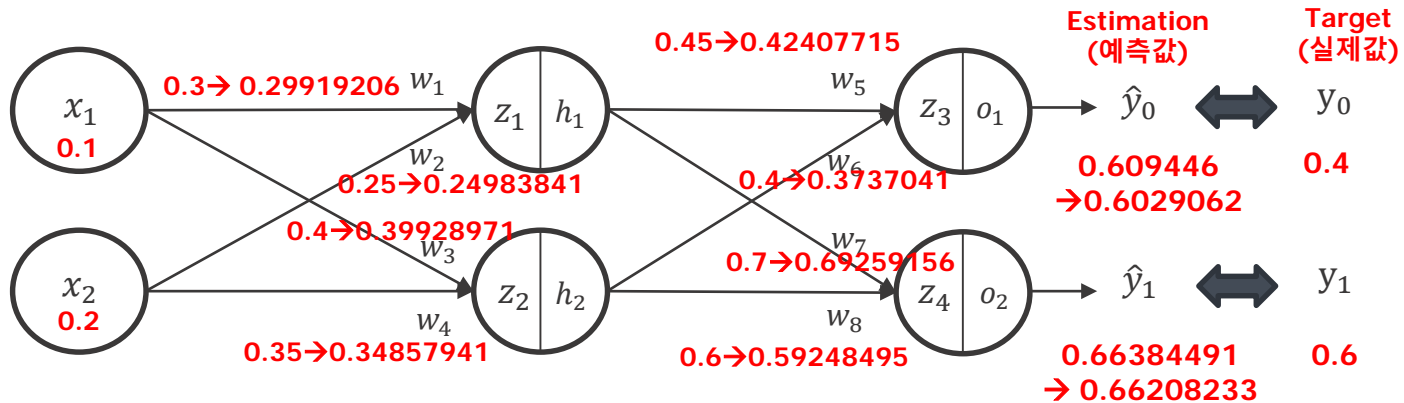 Estimation
(예측값)
Target
(실제값)
0.45→0.42407715
0.3→ 0.29919206
w₁
w₅
x₁
0.1
z₁ h₁
z₃ o₁
ŷ₀
y₀
w₂
0.25→0.24983841
w₆
0.4→0.3737041
0.609446
→0.6029062
0.4
0.4→0.39928971
w₃
w₇
0.7→0.69259156
x₂
0.2
z₂ h₂
z₄ o₂
ŷ₁
y₁
w₄
0.35→0.34857941
w₈
0.6→0.59248495
0.66384491
→ 0.66208233
0.6